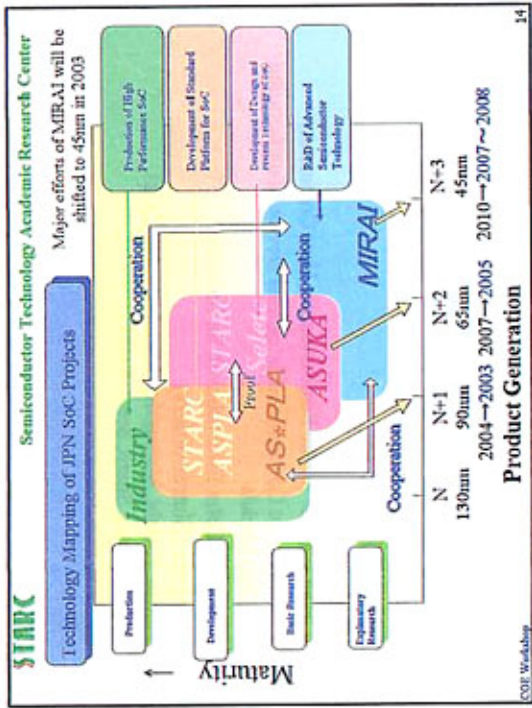 STARC
Semiconductor Technology Academic Research Center
Technology Mapping of JPN SoC Projects
Major efforts of MIRAI will be
shifted to 45nm in 2003
Maturity
Production
Development
Basic Research
Explanatory
Research
Industry
STARC
ASPLA
AS☆PLA
Proof
STARC
Selete
ASUKA
MIRAI
Cooperation
Cooperation
Cooperation
Production of High
Performance SoC
Development of Standard
Platform for SoC
Development of Design and
Process Technology of SoC
R&D of Advanced
Semiconductor
Technology
N N+1 N+2 N+3
130nm 90nm 65nm 45nm
2004→2003 2007→2005 2010→2007~2008
Product Generation
COE Workshop
14